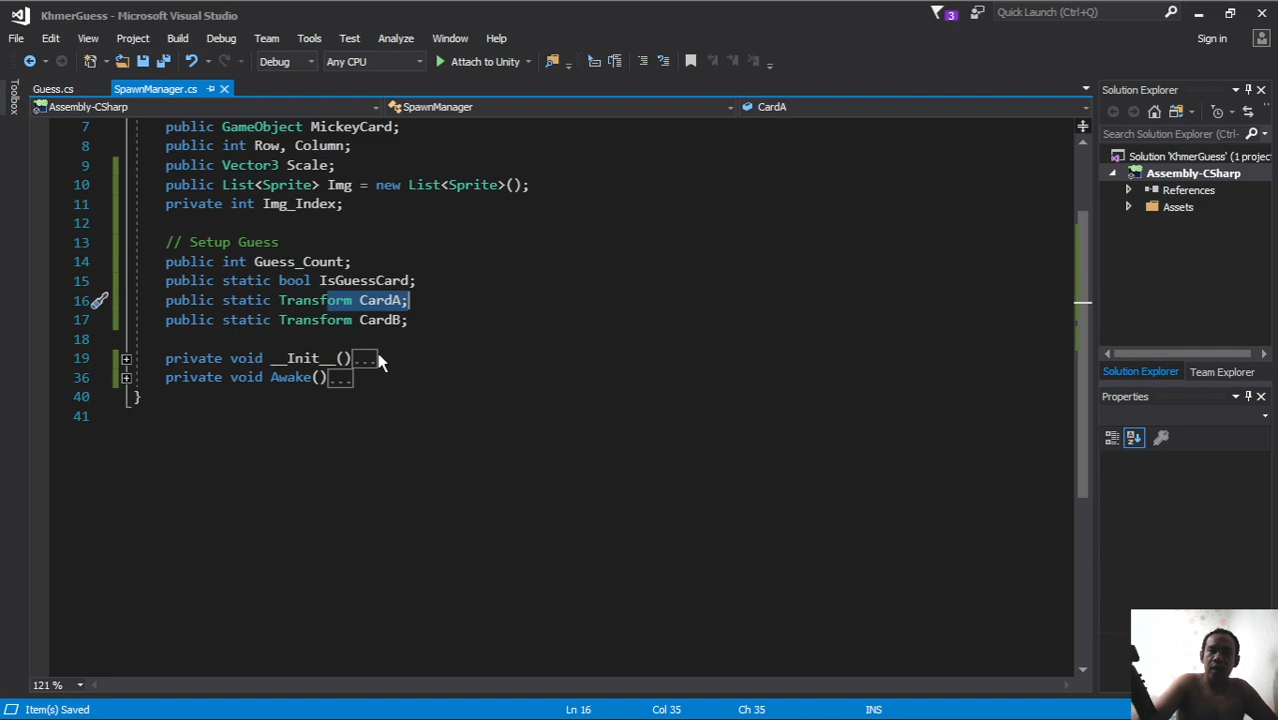 KhmerGuess - Microsoft Visual Studio
3
Quick Launch (Ctrl+Q)
File Edit View Project Build Debug Team Tools Test Analyze Window Help
Sign in
Debug Any CPU Attach to Unity
Toolbox
Guess.cs SpawnManager.cs
Assembly-CSharp SpawnManager CardA
7 public GameObject MickeyCard;
8 public int Row, Column;
9 public Vector3 Scale;
10 public List<Sprite> Img = new List<Sprite>();
11 private int Img_Index;
12
13 // Setup Guess
14 public int Guess_Count;
15 public static bool IsGuessCard;
16 public static Transform CardA;
17 public static Transform CardB;
18
19 private void __Init__()...
36 private void Awake()...
40 }
41
Solution Explorer
Search Solution Explorer (Ctrl+
Solution 'KhmerGuess' (1 projec
Assembly-CSharp
References
Assets
Solution Explorer Team Explorer
Properties
121 %
Item(s) Saved Ln 16 Col 35 Ch 35 INS